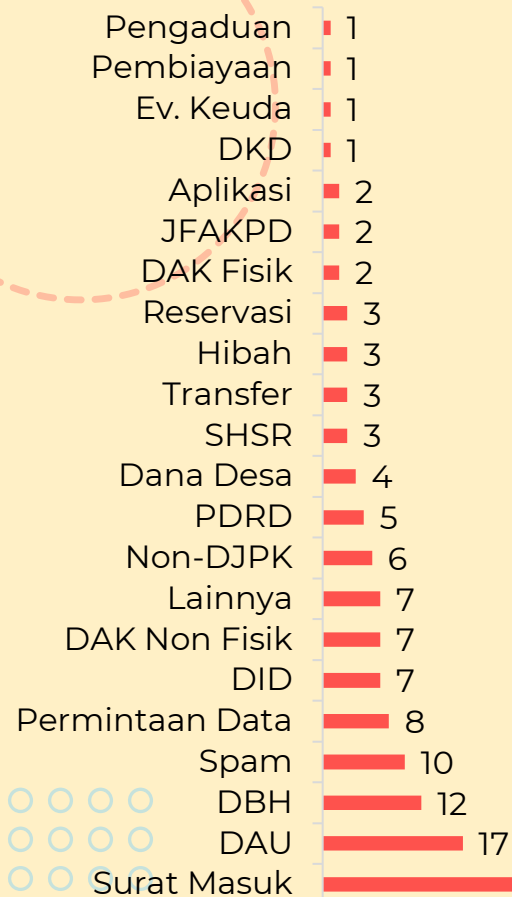 Pengaduan 1
Pembiayaan 1
Ev. Keuda 1
DKD 1
Aplikasi 2
JFAKPD 2
DAK Fisik 2
Reservasi 3
Hibah 3
Transfer 3
SHSR 3
Dana Desa 4
PDRD 5
Non-DJPK 6
Lainnya 7
DAK Non Fisik 7
DID 7
Permintaan Data 8
Spam 10
DBH 12
DAU 17
Surat Masuk